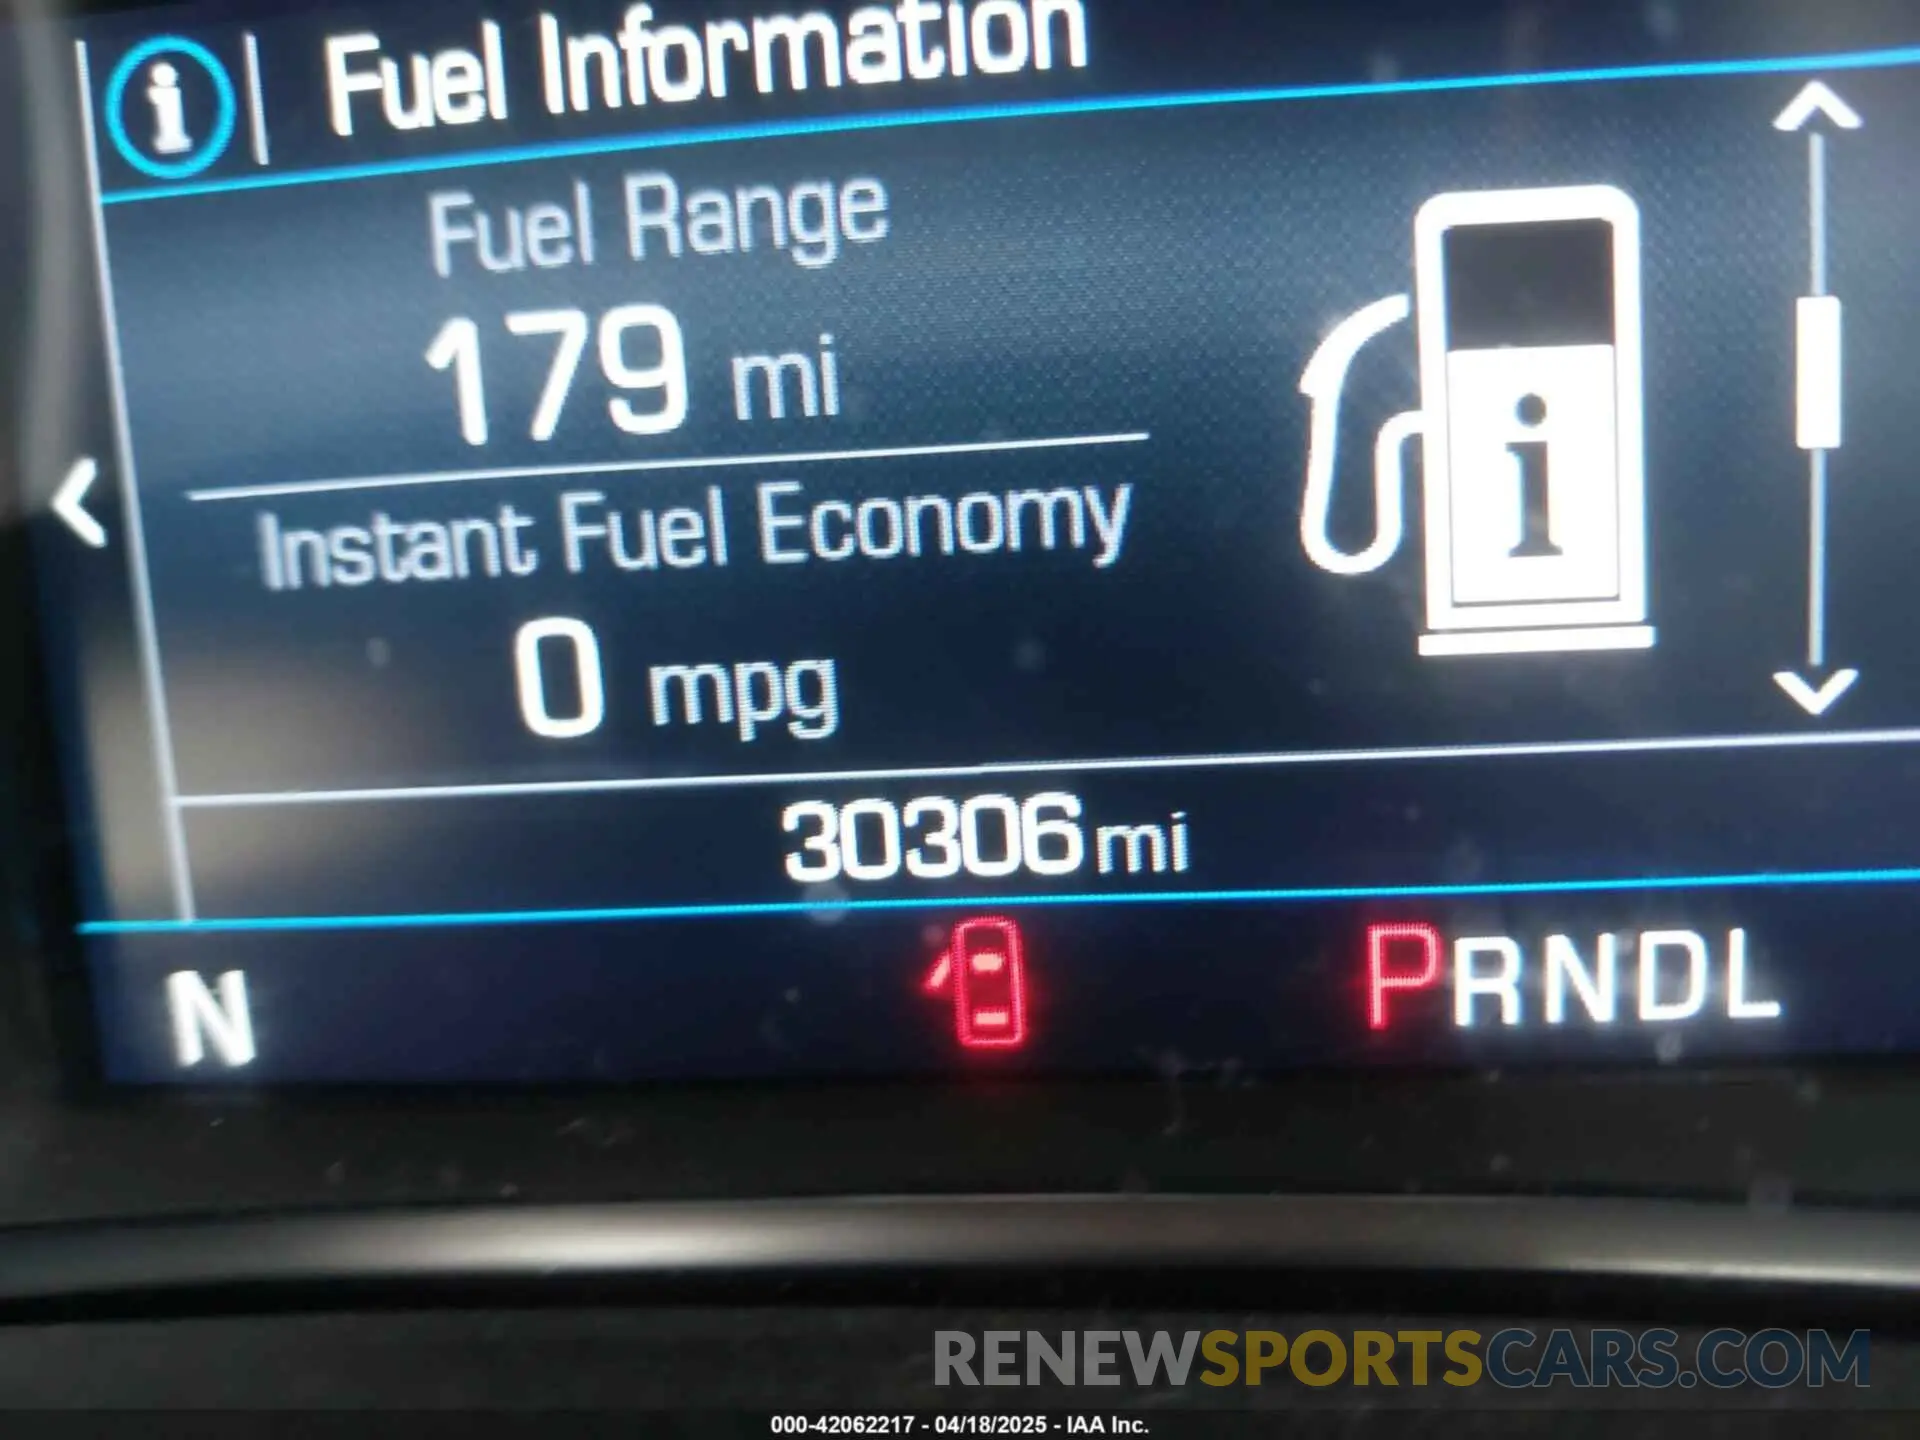 i Fuel Information
Fuel Range
179 mi
i
Instant Fuel Economy
0 mpg
30306 mi
N PRNDL
RENEWSPORTSCARS.COM
000-42062217 - 04/18/2025 - IAA Inc.